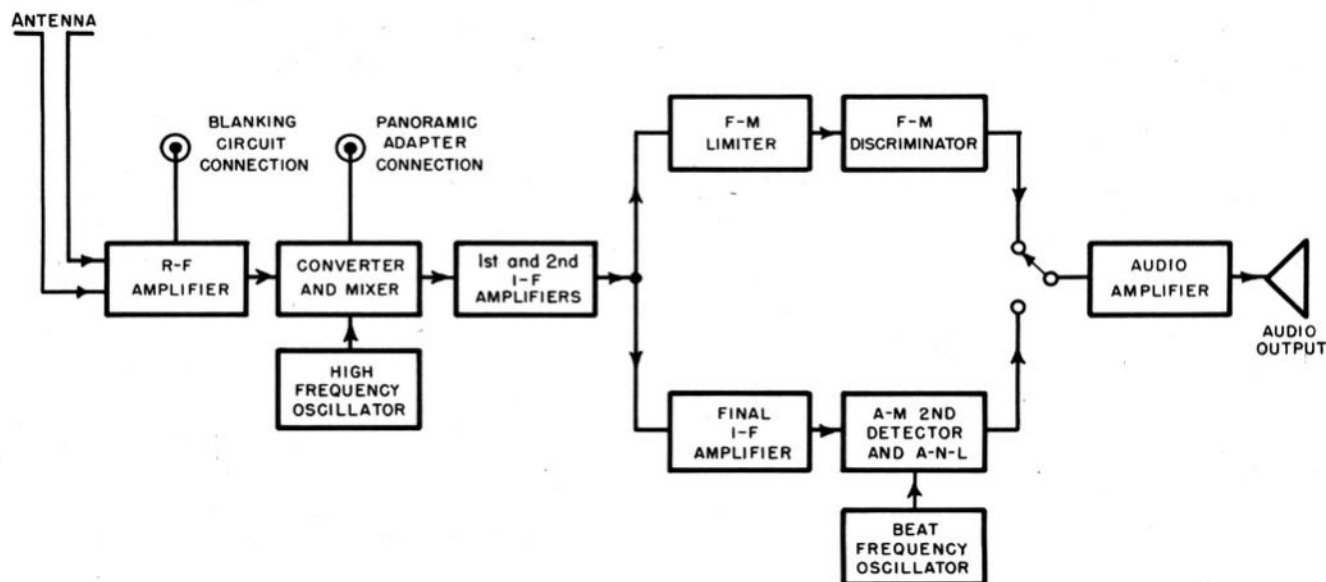 ANTENNA
BLANKING
CIRCUIT
CONNECTION
PANORAMIC
ADAPTER
CONNECTION
R-F
AMPLIFIER
CONVERTER
AND MIXER
HIGH
FREQUENCY
OSCILLATOR
1st and 2nd
I-F
AMPLIFIERS
F-M
LIMITER
F-M
DISCRIMINATOR
FINAL
I-F
AMPLIFIER
A-M 2ND
DETECTOR
AND A-N-L
BEAT
FREQUENCY
OSCILLATOR
AUDIO
AMPLIFIER
AUDIO
OUTPUT